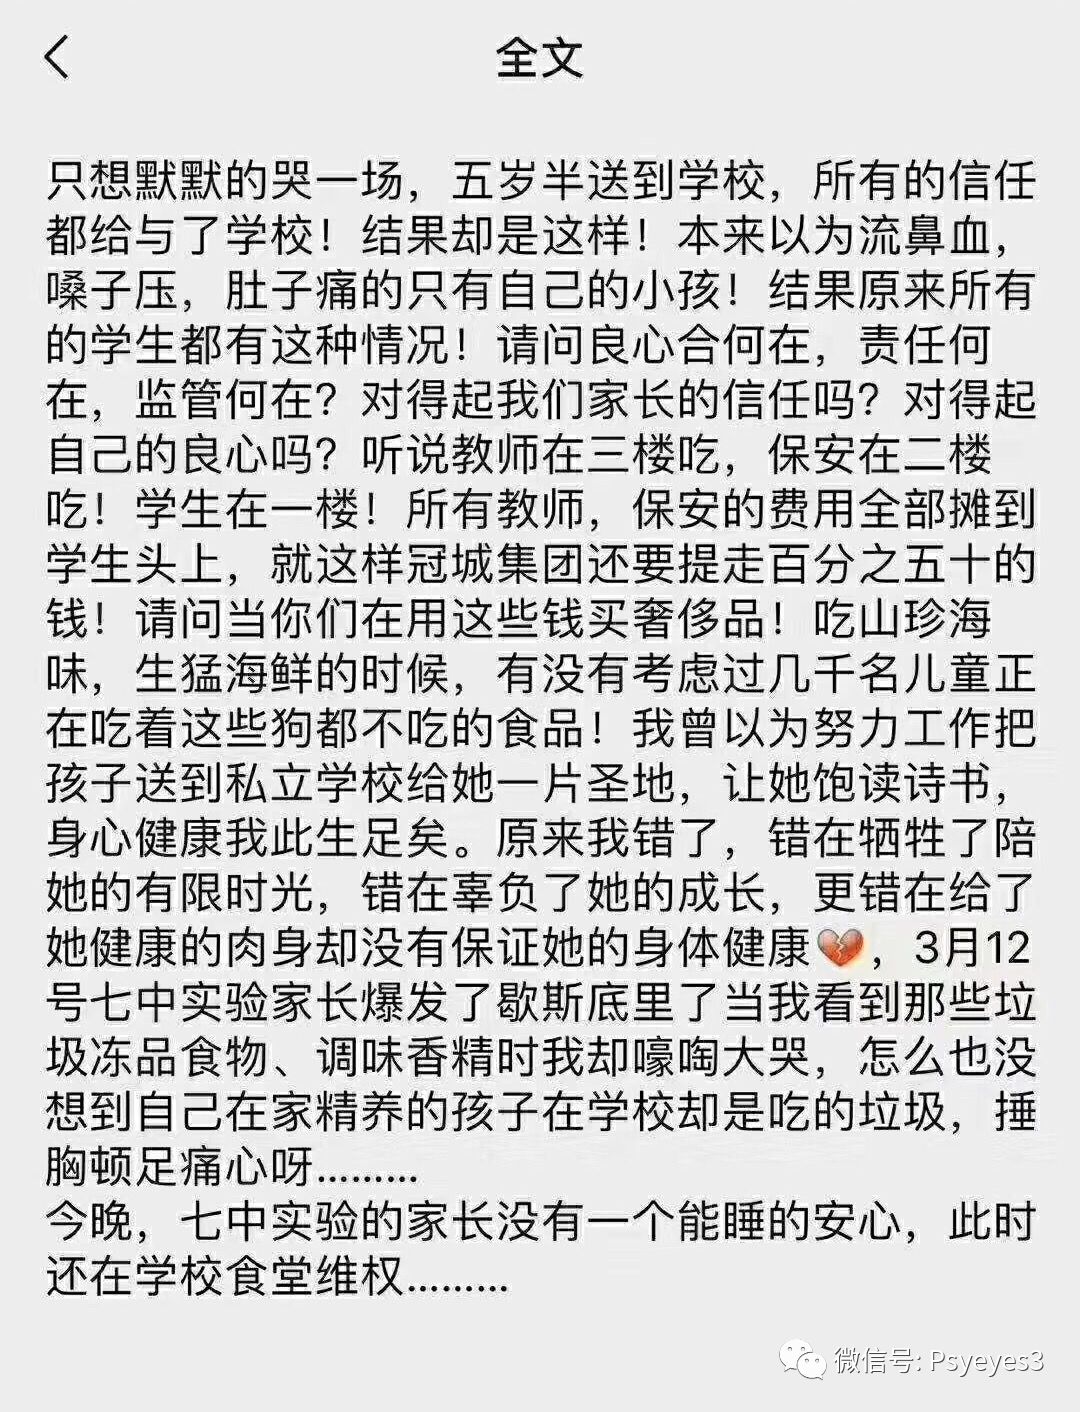 全文
只想默默的哭一场，五岁半送到学校，所有的信任
都给与了学校！结果却是这样！本来以为流鼻血，
嗓子压，肚子痛的只有自己的小孩！结果原来所有
的学生都有这种情况！请问良心合何在，责任何
在，监管何在？对得起我们家长的信任吗？对得起
自己的良心吗？听说教师在三楼吃，保安在二楼
吃！学生在一楼！所有教师，保安的费用全部摊到
学生头上，就这样冠城集团还要提走百分之五十的
钱！请问当你们在用这些钱买奢侈品！吃山珍海
味，生猛海鲜的时候，有没有考虑过几千名儿童正
在吃着这些狗都不吃的食品！我曾以为努力工作把
孩子送到私立学校给她一片圣地，让她饱读诗书，
身心健康我此生足矣。原来我错了，错在牺牲了陪
她的有限时光，错在辜负了她的成长，更错在给了
她健康的肉身却没有保证她的身体健康💔，3月12
号七中实验家长爆发了歇斯底里了当我看到那些垃
圾冻品食物、调味香精时我却嚎啕大哭，怎么也没
想到自己在家精养的孩子在学校却是吃的垃圾，捶
胸顿足痛心呀………
今晚，七中实验的家长没有一个能睡的安心，此时
还在学校食堂维权………
微信号: Psyeyes3